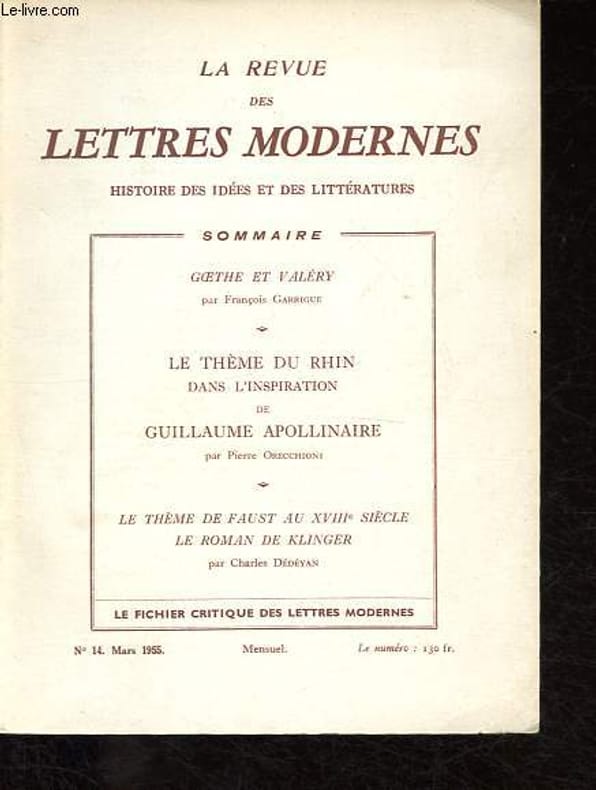 Le-livre.com
LA REVUE
DES
LETTRES MODERNES
HISTOIRE DES IDÉES ET DES LITTÉRATURES
SOMMAIRE
GŒTHE ET VALÉRY
par François GARRIGUE
LE THÈME DU RHIN
DANS L'INSPIRATION
DE
GUILLAUME APOLLINAIRE
par Pierre ORECCHIONI
LE THÈME DE FAUST AU XVIIIe SIÈCLE
LE ROMAN DE KLINGER
par Charles DÉDÉYAN
LE FICHIER CRITIQUE DES LETTRES MODERNES
No 14. Mars 1955. Mensuel. Le numéro : 130 fr.